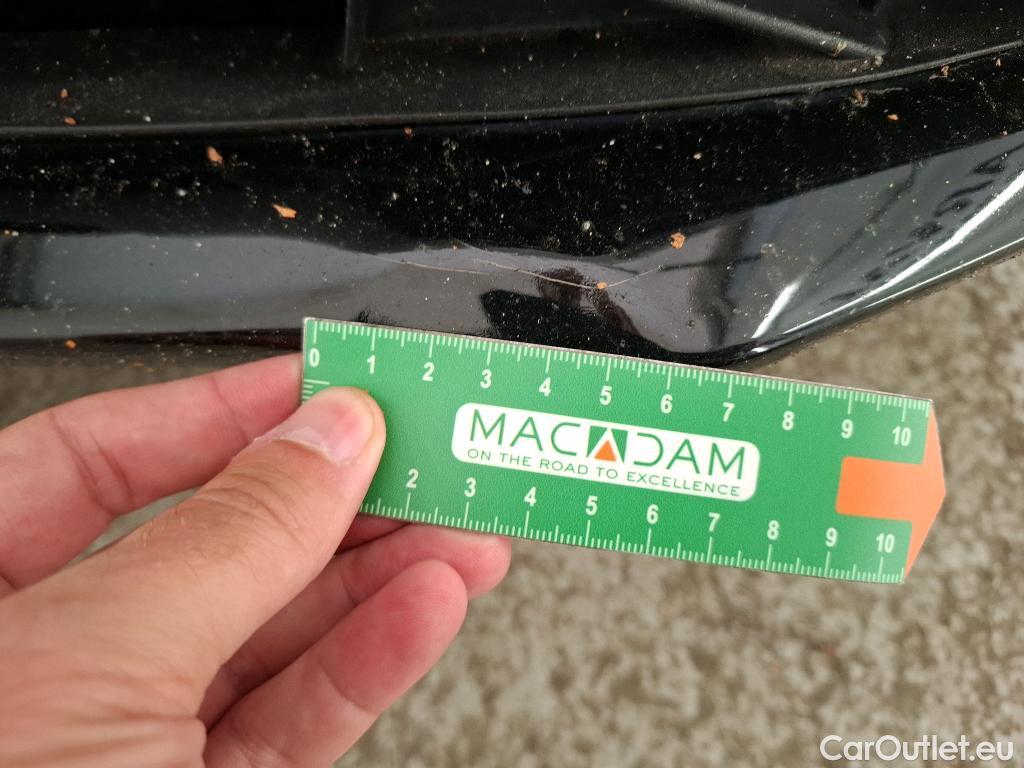 0 1 2 3 4 5 6 7 8 9 10
MACADAM
ON THE ROAD TO EXCELLENCE
2 3 4 5 6 7 8 9 10
CarOutlet.eu